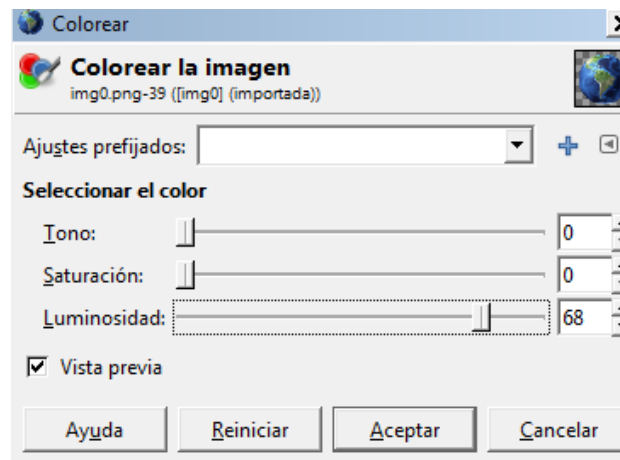 Colorear
Colorear la imagen
img0.png-39 ([img0] (importada))
Ajustes prefijados:
Seleccionar el color
Tono: 0
Saturación: 0
Luminosidad: 68
Vista previa
Ayuda Reiniciar Aceptar Cancelar